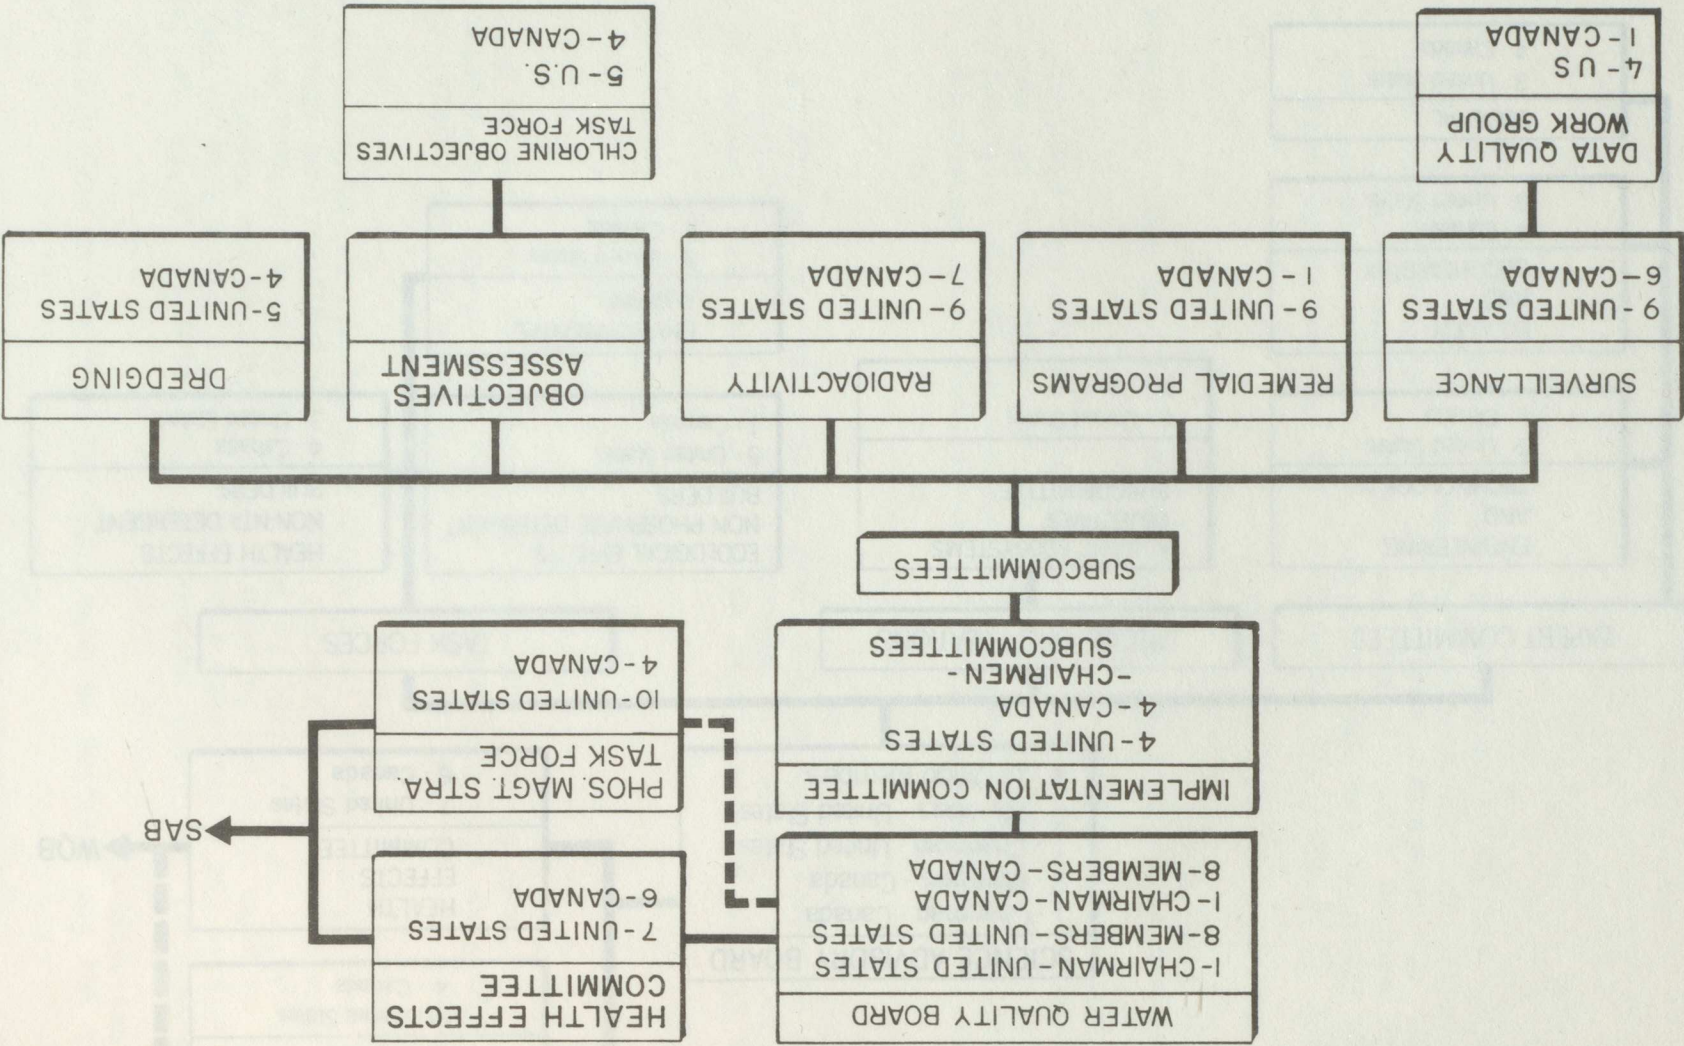 WATER QUALITY BOARD
1-CHAIRMAN-UNITED STATES
8-MEMBERS-UNITED STATES
1-CHAIRMAN-CANADA
8-MEMBERS-CANADA
HEALTH EFFECTS
COMMITTEE
7-UNITED STATES
6-CANADA
SAB
IMPLEMENTATION COMMITTEE
4-UNITED STATES
4-CANADA
-CHAIRMEN-
SUBCOMMITTEES
PHOS. MAGT. STRA.
TASK FORCE
10-UNITED STATES
4-CANADA
SUBCOMMITTEES
SURVEILLANCE
9-UNITED STATES
6-CANADA
REMEDIAL PROGRAMS
9-UNITED STATES
1-CANADA
RADIOACTIVITY
9-UNITED STATES
7-CANADA
OBJECTIVES
ASSESSMENT
DREDGING
5-UNITED STATES
4-CANADA
DATA QUALITY
WORK GROUP
4-U S
1-CANADA
CHLORINE OBJECTIVES
TASK FORCE
5-U.S.
4-CANADA